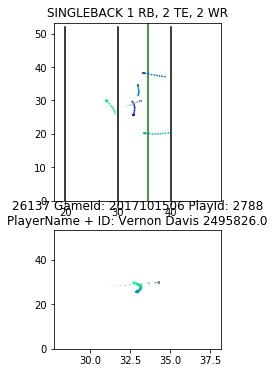 SINGLEBACK 1 RB, 2 TE, 2 WR
50
40
30
20
10
0
20 30 40
26137 GameId: 2017101506 PlayId: 2788
PlayerName + ID: Vernon Davis 2495826.0
40
20
0
30.0 32.5 35.0 37.5